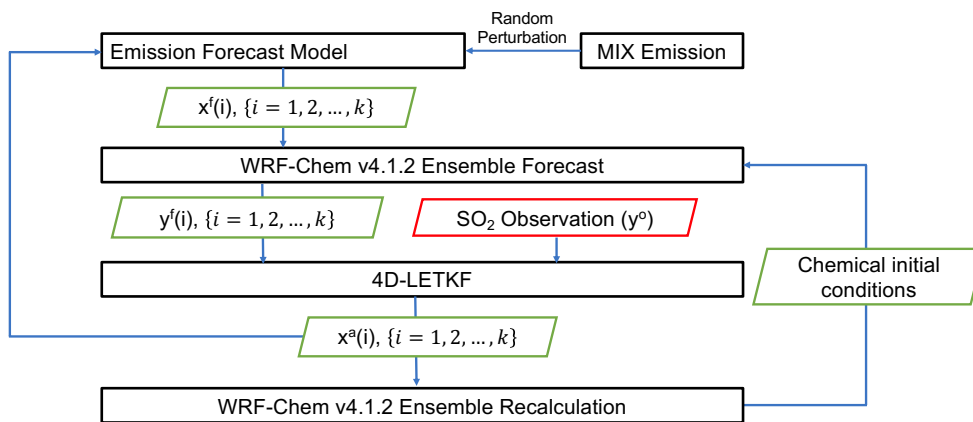 Random
Perturbation
Emission Forecast Model
MIX Emission
xᶠ(i), {i = 1, 2, …, k}
WRF-Chem v4.1.2 Ensemble Forecast
yᶠ(i), {i = 1, 2, …, k}
SO₂ Observation (yᵒ)
4D-LETKF
Chemical initial
conditions
xᵃ(i), {i = 1, 2, …, k}
WRF-Chem v4.1.2 Ensemble Recalculation